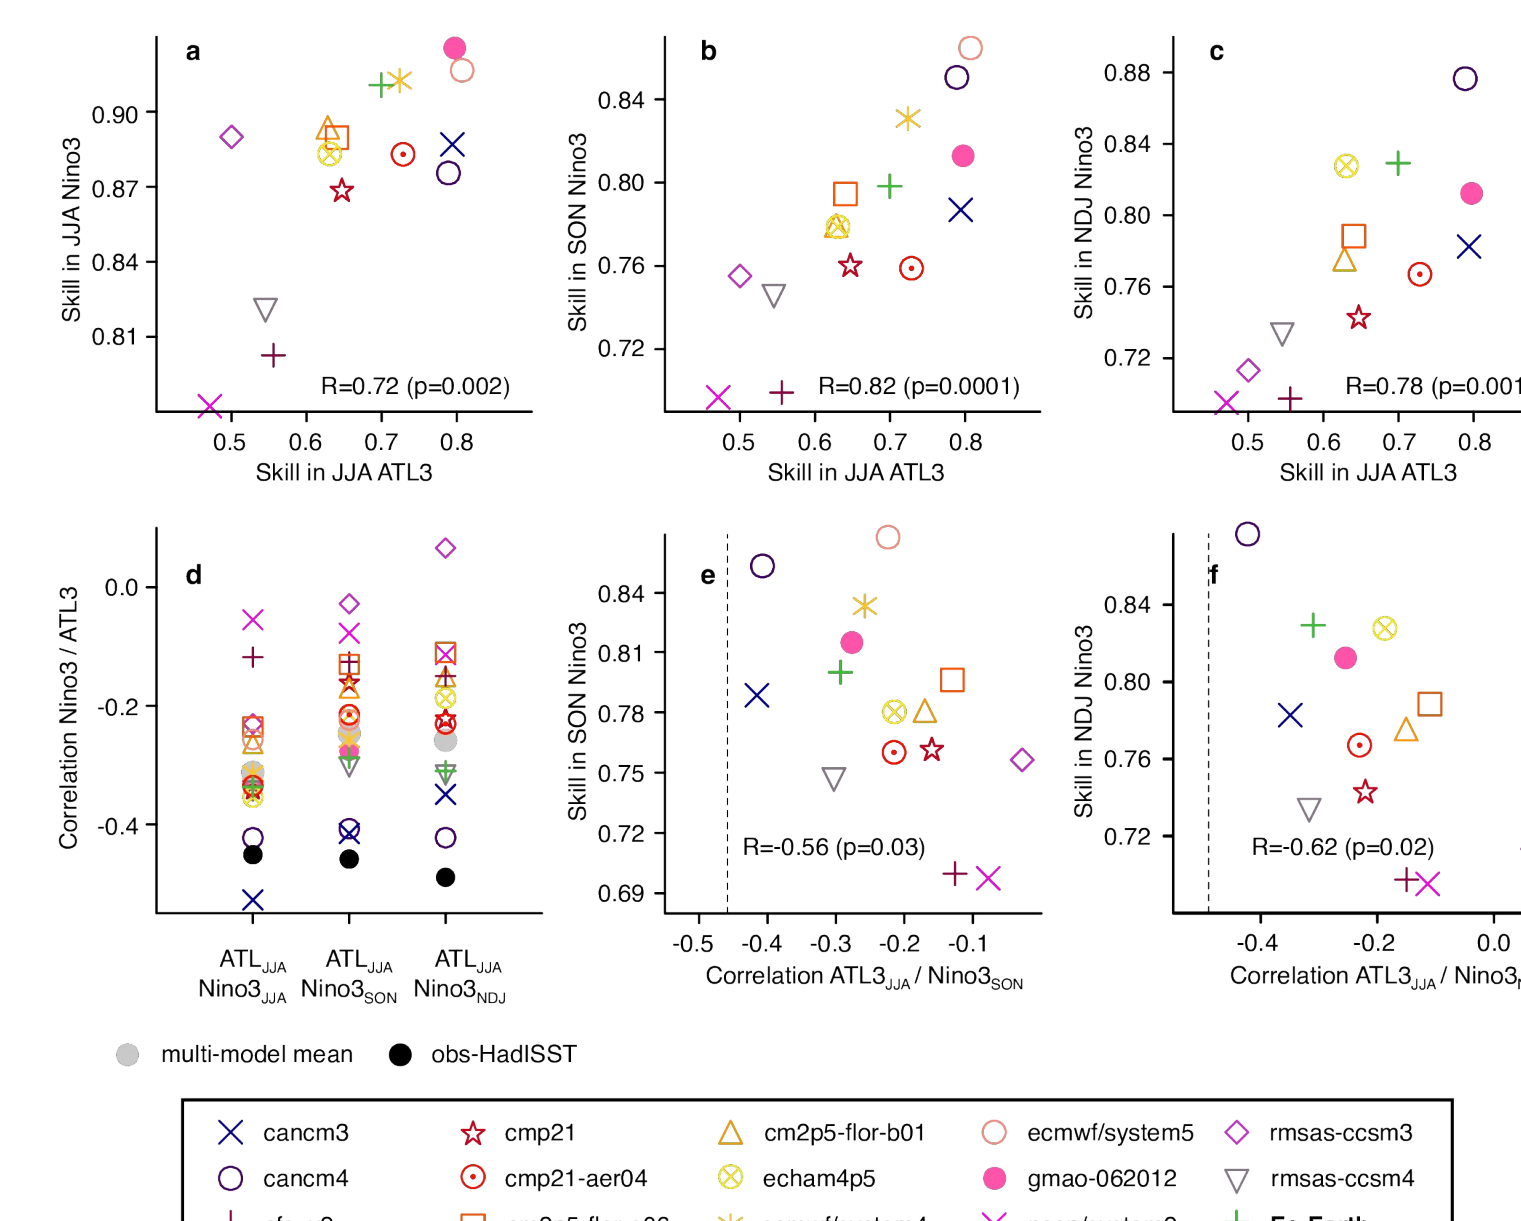 a
0.90
0.87
0.84
0.81
Skill in JJA Nino3
R=0.72 (p=0.002)
0.5 0.6 0.7 0.8
Skill in JJA ATL3
b
0.84
0.80
0.76
0.72
Skill in SON Nino3
R=0.82 (p=0.0001)
0.5 0.6 0.7 0.8
Skill in JJA ATL3
c
0.88
0.84
0.80
0.76
0.72
Skill in NDJ Nino3
R=0.78 (p=0.001
0.5 0.6 0.7 0.8
Skill in JJA ATL3
d
0.0
-0.2
-0.4
Correlation Nino3 / ATL3
ATLJJA ATLJJA ATLJJA
Nino3JJA Nino3SON Nino3NDJ
e
0.84
0.81
0.78
0.75
0.72
0.69
Skill in SON Nino3
R=-0.56 (p=0.03)
-0.5 -0.4 -0.3 -0.2 -0.1
Correlation ATL3JJA / Nino3SON
f
0.84
0.80
0.76
0.72
Skill in NDJ Nino3
R=-0.62 (p=0.02)
-0.4 -0.2 0.0
Correlation ATL3JJA / Nino3
multi-model mean obs-HadISST
cancm3 cmp21 cm2p5-flor-b01 ecmwf/system5 rmsas-ccsm3
cancm4 cmp21-aer04 echam4p5 gmao-062012 rmsas-ccsm4